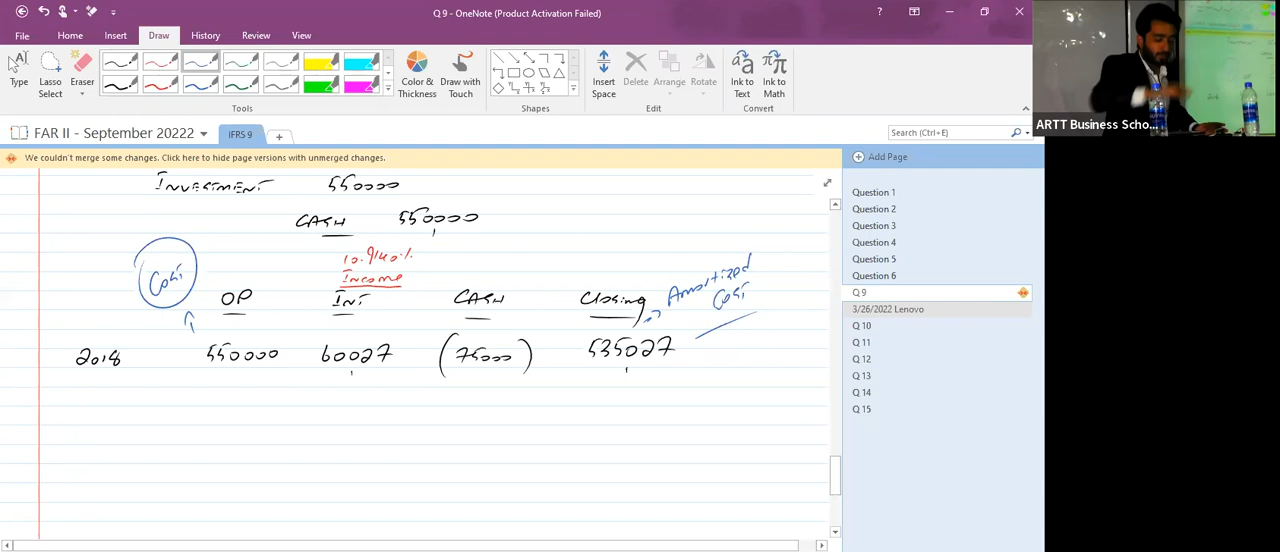 Q 9 - OneNote (Product Activation Failed)
File Home Insert Draw History Review View
Type
Lasso Select
Eraser
Color & Thickness
Draw with Touch
Insert Space
Delete
Arrange
Rotate
Ink to Text
Ink to Math
Tools
Shapes
Edit
Convert
ARTT Business Scho...
FAR II - September 20222
IFRS 9
Search (Ctrl+E)
We couldn't merge some changes. Click here to hide page versions with unmerged changes.
Add Page
INVESTMENT 550000
CASH 550000
10.9140%
Cost
Income
Amortized Cost
OP INT CASH Closing
2018 550000 60027 (75000) 535027
Question 1
Question 2
Question 3
Question 4
Question 5
Question 6
Q 9
3/26/2022 Lenovo
Q 10
Q 11
Q 12
Q 13
Q 14
Q 15